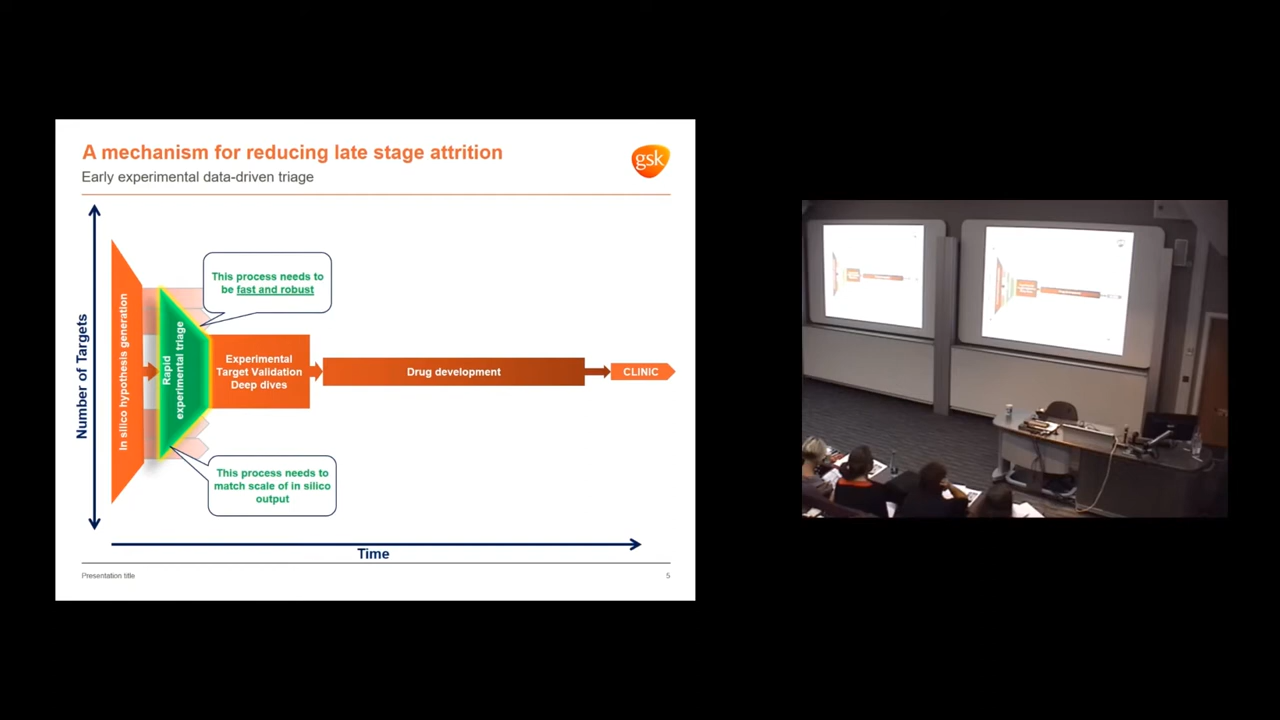 A mechanism for reducing late stage attrition
gsk
Early experimental data-driven triage
Number of Targets
In silico hypothesis generation
Rapid
experimental triage
This process needs to
be fast and robust
Experimental
Target Validation
Deep dives
Drug development
CLINIC
This process needs to
match scale of in silico
output
Time
Presentation title
5